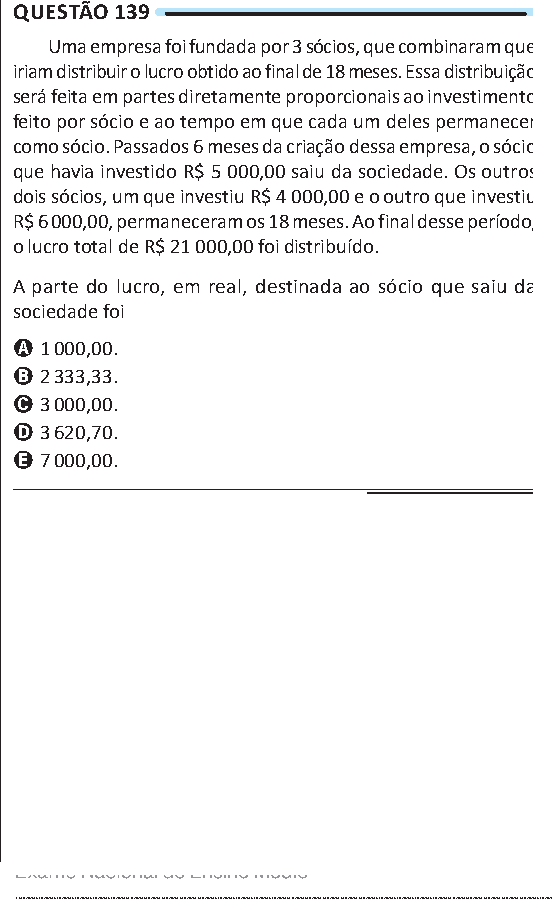 QUESTÃO 139
Uma empresa foi fundada por 3 sócios, que combinaram que
iriam distribuir o lucro obtido ao final de 18 meses. Essa distribuição
será feita em partes diretamente proporcionais ao investimento
feito por sócio e ao tempo em que cada um deles permanecer
como sócio. Passados 6 meses da criação dessa empresa, o sócio
que havia investido R$ 5 000,00 saiu da sociedade. Os outros
dois sócios, um que investiu R$ 4 000,00 e o outro que investiu
R$ 6 000,00, permaneceram os 18 meses. Ao final desse período,
o lucro total de R$ 21 000,00 foi distribuído.
A parte do lucro, em real, destinada ao sócio que saiu da
sociedade foi
A 1 000,00.
B 2 333,33.
C 3 000,00.
D 3 620,70.
E 7 000,00.
Exame Nacional do Ensino Médio